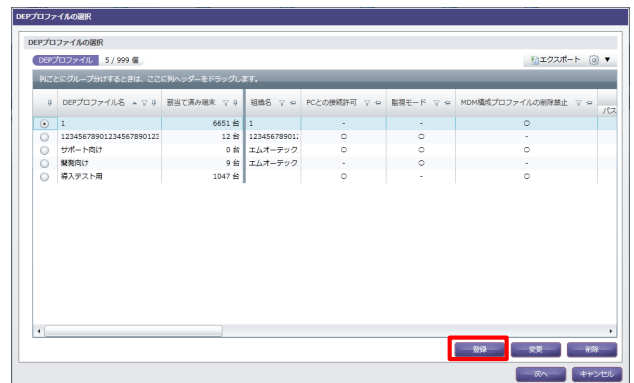 DEPプロファイルの選択
DEPプロファイルの選択
DEPプロファイル 5 / 999 個 エクスポート
列ごとにグループ分けするときは、ここに列ヘッダーをドラッグします。
DEPプロファイル名 割当て済み端末 組織名 PCとの接続許可 監視モード MDM構成プロファイルの削除禁止 パス
1 6651 台 1 - - ○
12345678901234567890123 12 台 12345678901: ○ ○ -
サポート向け 0 台 エムオーテック ○ ○ ○
開発向け 9 台 エムオーテック - ○ -
導入テスト用 1047 台 ○ - ○
登録 変更 削除
次へ キャンセル